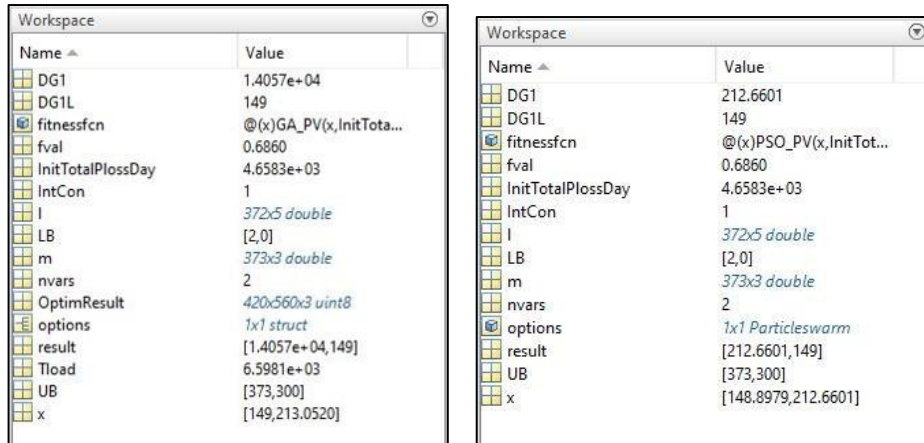 Workspace
Name Value
DG1 1.4057e+04
DG1L 149
fitnessfcn @(x)GA_PV(x,InitTota...
fval 0.6860
InitTotalPlossDay 4.6583e+03
IntCon 1
l 372x5 double
LB [2,0]
m 373x3 double
nvars 2
OptimResult 420x560x3 uint8
options 1x1 struct
result [1.4057e+04,149]
Tload 6.5981e+03
UB [373,300]
x [149,213.0520]
Workspace
Name Value
DG1 212.6601
DG1L 149
fitnessfcn @(x)PSO_PV(x,InitTot...
fval 0.6860
InitTotalPlossDay 4.6583e+03
IntCon 1
l 372x5 double
LB [2,0]
m 373x3 double
nvars 2
options 1x1 Particleswarm
result [212.6601,149]
UB [373,300]
x [148.8979,212.6601]